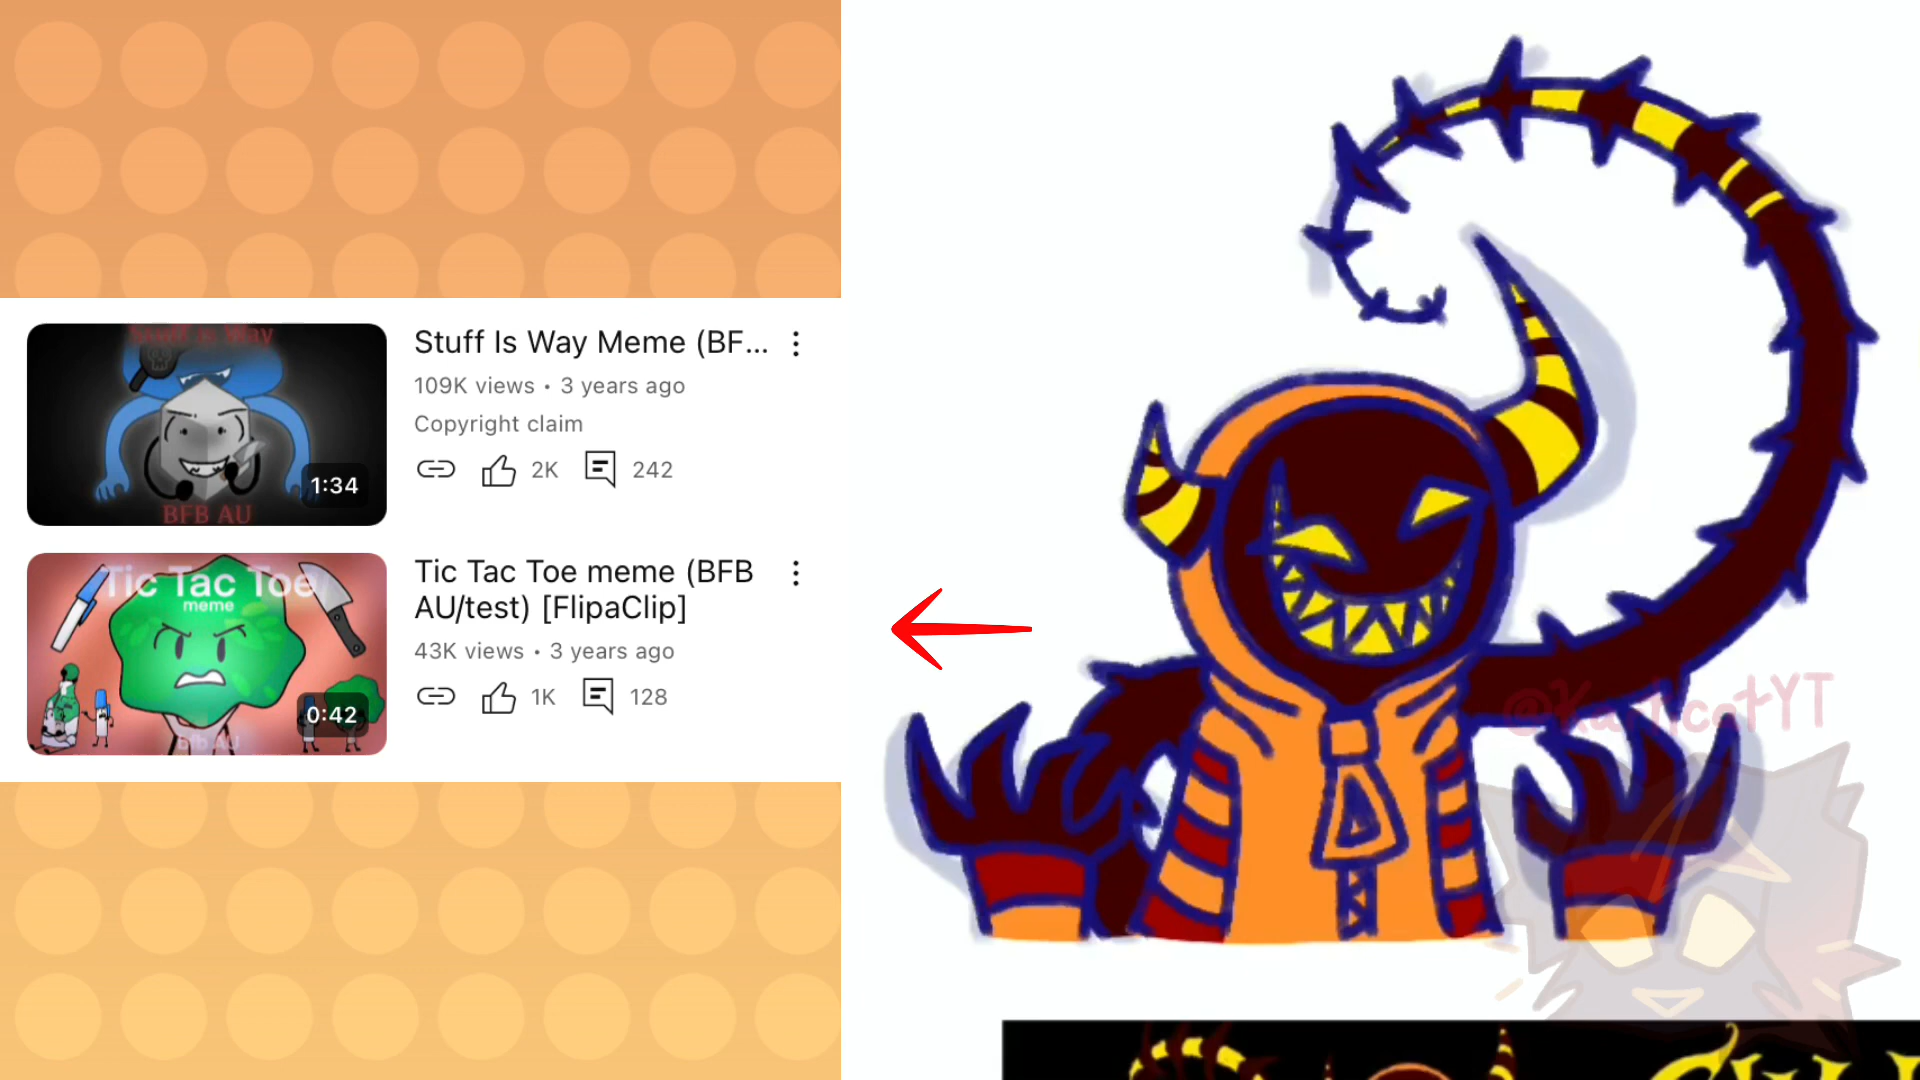 Stuff is Way
BFB AU
1:34
Stuff Is Way Meme (BF...
109K views • 3 years ago
Copyright claim
2K
242
Tic Tac Toe
meme
bfb AU
0:42
Tic Tac Toe meme (BFB
AU/test) [FlipaClip]
43K views • 3 years ago
1K
128